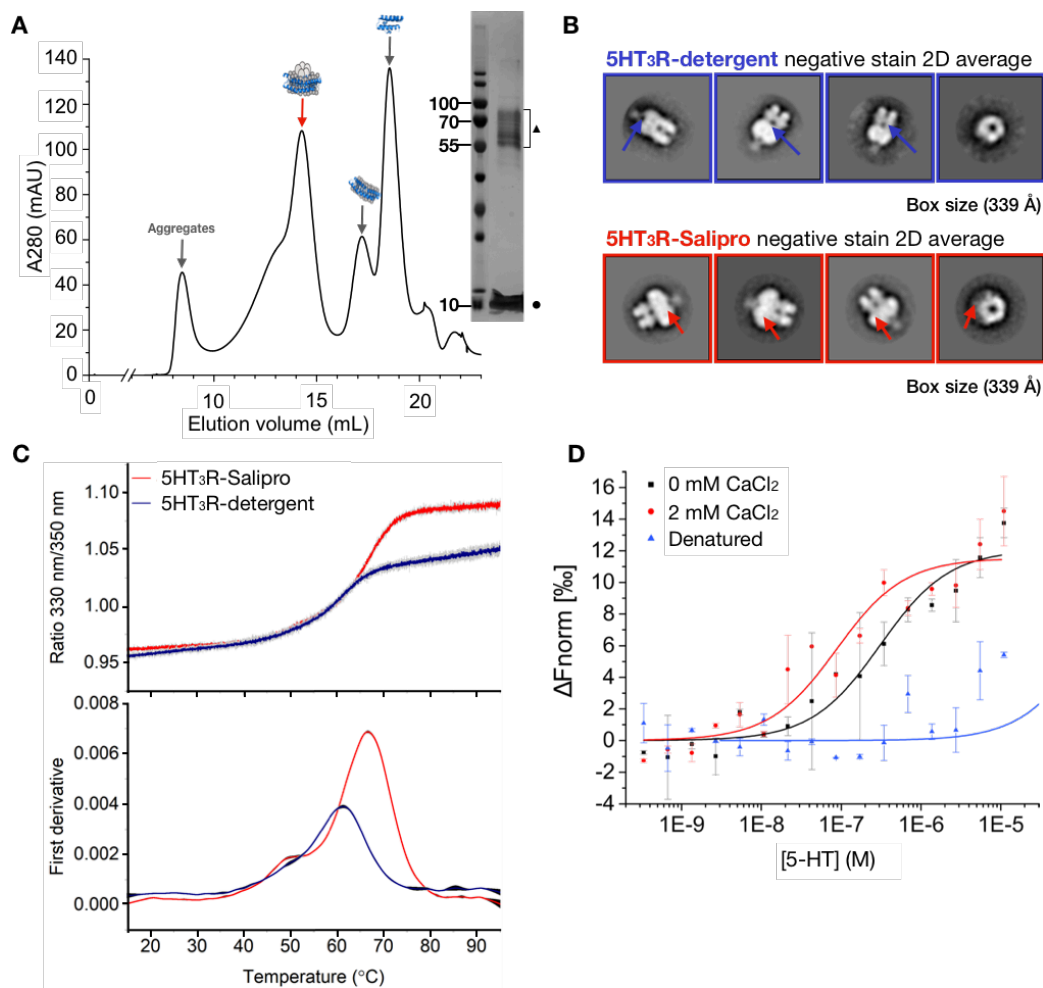 A
A280 (mAU)
140
120
100
80
60
40
20
0
0
10
15
20
Elution volume (mL)
Aggregates
100
70
55
10
▲
●
B
5HT₃R-detergent negative stain 2D average
Box size (339 Å)
5HT₃R-Salipro negative stain 2D average
Box size (339 Å)
C
5HT₃R-Salipro
5HT₃R-detergent
Ratio 330 nm/350 nm
1.10
1.05
1.00
0.95
First derivative
0.008
0.006
0.004
0.002
0.000
20 30 40 50 60 70 80 90
Temperature (°C)
D
0 mM CaCl₂
2 mM CaCl₂
Denatured
ΔFnorm [‰]
16
14
12
10
8
6
4
2
0
-2
-4
1E-9 1E-8 1E-7 1E-6 1E-5
[5-HT] (M)